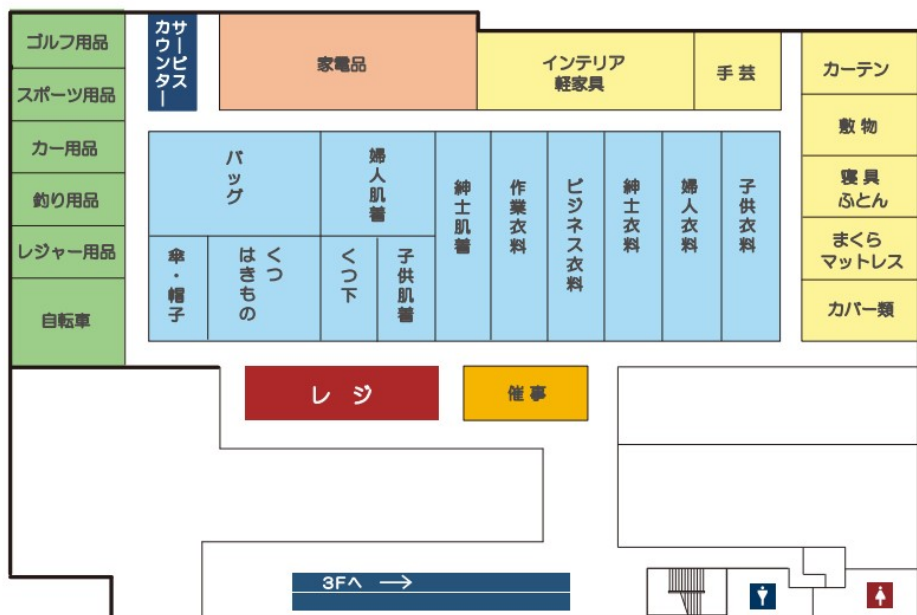 ゴルフ用品
スポーツ用品
カー用品
釣り用品
レジャー用品
自転車
サービス
カウンター
家電品
インテリア
軽家具
手芸
カーテン
敷物
寝具
ふとん
まくら
マットレス
カバー類
バッグ
婦人肌着
傘・帽子
くつ
はきもの
くつ下
子供肌着
紳士肌着
作業衣料
ビジネス衣料
紳士衣料
婦人衣料
子供衣料
レジ
催事
3Fへ →